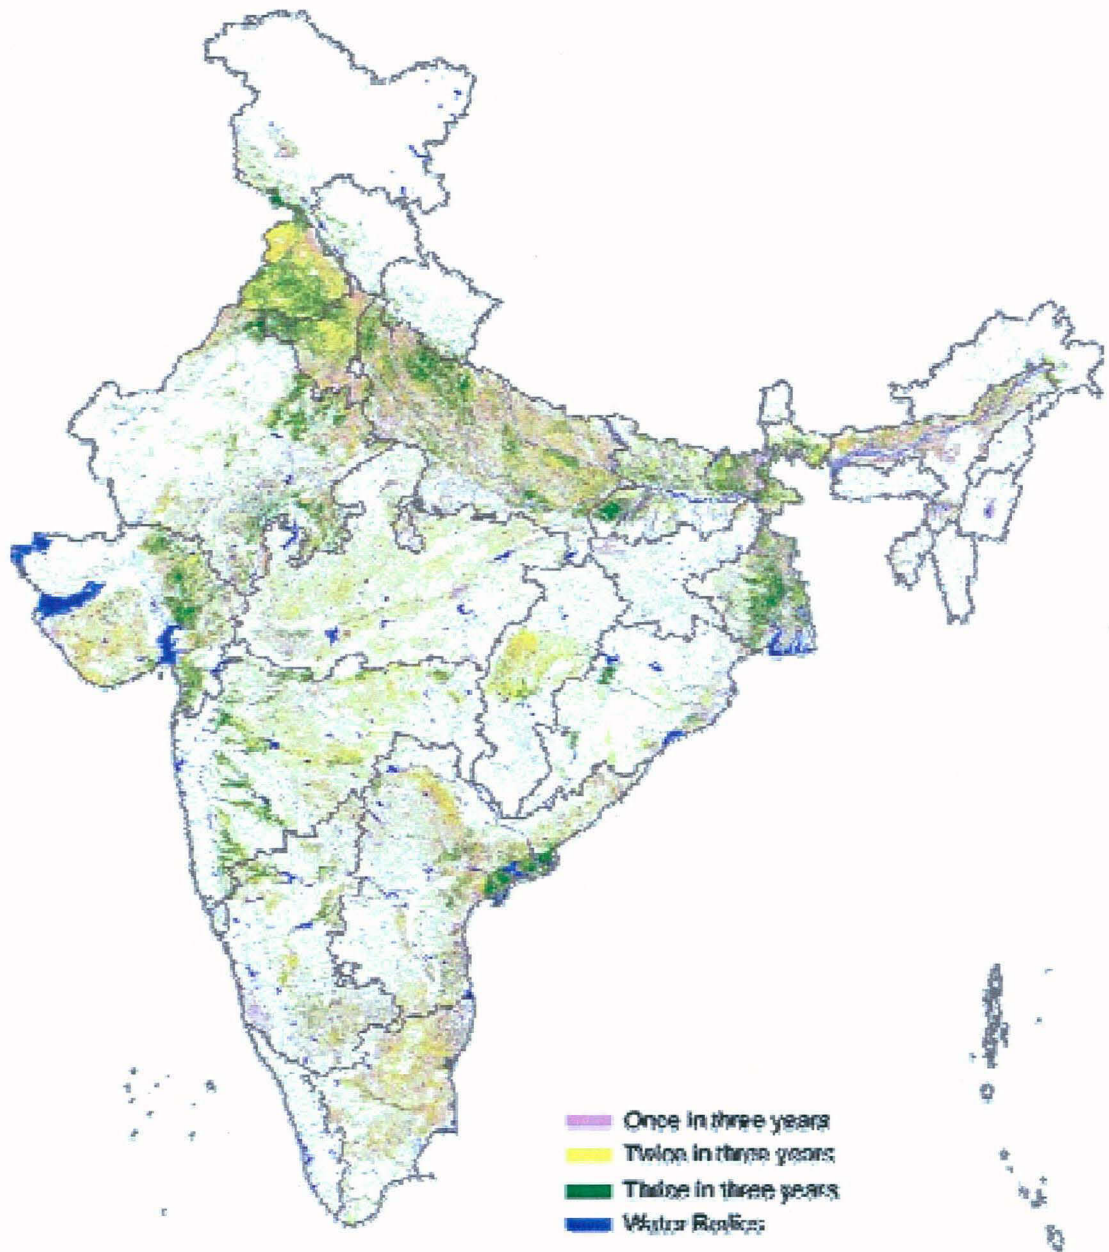 Once in three years
Twice in three years
Thrice in three years
Water Bodies